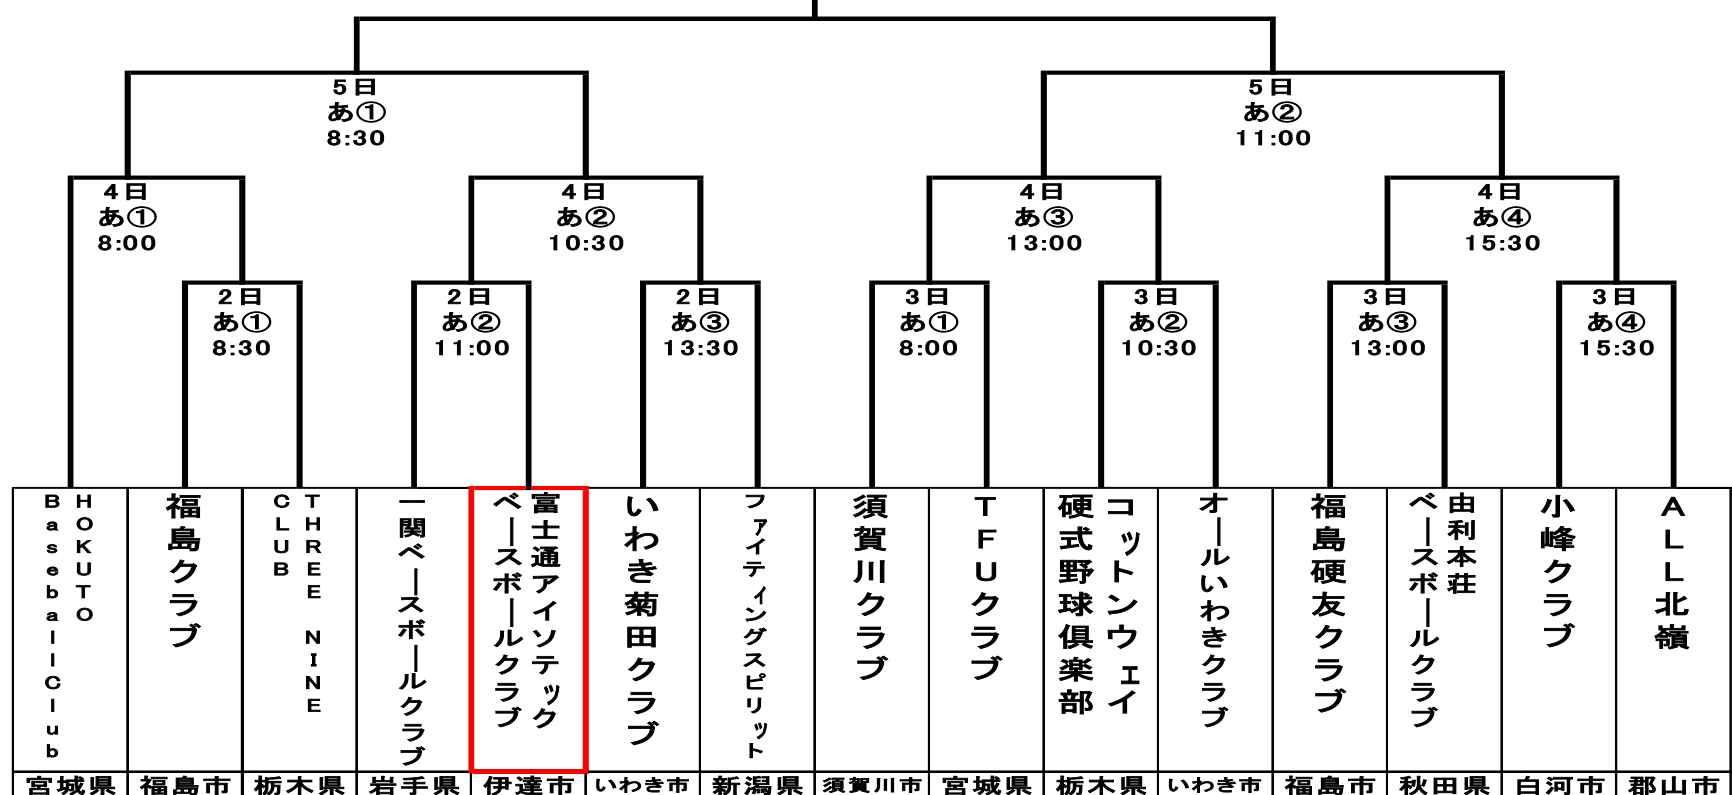 5日
あ①
8:30
5日
あ②
11:00
4日
あ①
8:00
4日
あ②
10:30
4日
あ③
13:00
4日
あ④
15:30
2日
あ①
8:30
2日
あ②
11:00
2日
あ③
13:30
3日
あ①
8:00
3日
あ②
10:30
3日
あ③
13:00
3日
あ④
15:30
HOKUTO
BaseballClub
福島クラブ
THREE NINE
CLUB
一関ベースボールクラブ
富士通アイソテック
ベースボールクラブ
いわき菊田クラブ
ファイティングスピリット
須賀川クラブ
TFUクラブ
コットンウェイ
硬式野球倶楽部
オールいわきクラブ
福島硬友クラブ
由利本荘
ベースボールクラブ
小峰クラブ
ALL北嶺
宮城県
福島市
栃木県
岩手県
伊達市
いわき市
新潟県
須賀川市
宮城県
栃木県
いわき市
福島市
秋田県
白河市
郡山市